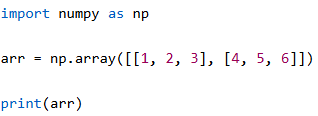 import numpy as np
arr = np.array([[1, 2, 3], [4, 5, 6]])
print(arr)